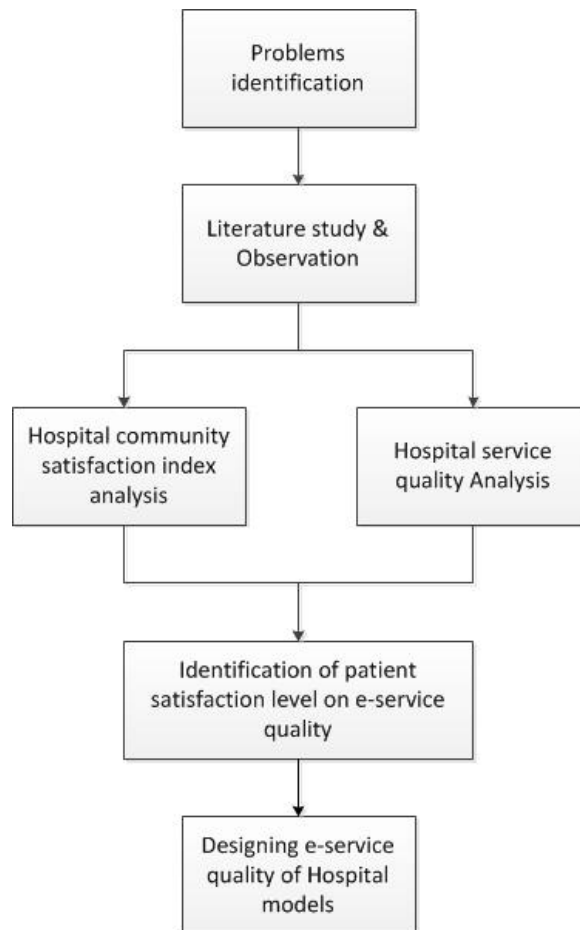 Problems
identification
Literature study &
Observation
Hospital community
satisfaction index
analysis
Hospital service
quality Analysis
Identification of patient
satisfaction level on e-service
quality
Designing e-service
quality of Hospital
models